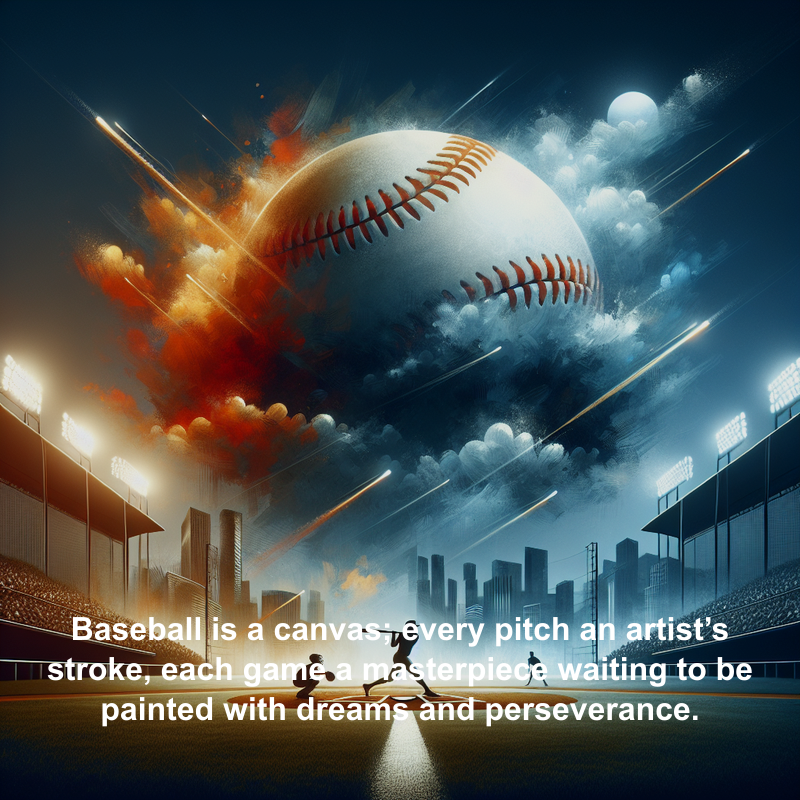 Baseball is a canvas; every pitch an artist’s
stroke, each game a masterpiece waiting to be
painted with dreams and perseverance.